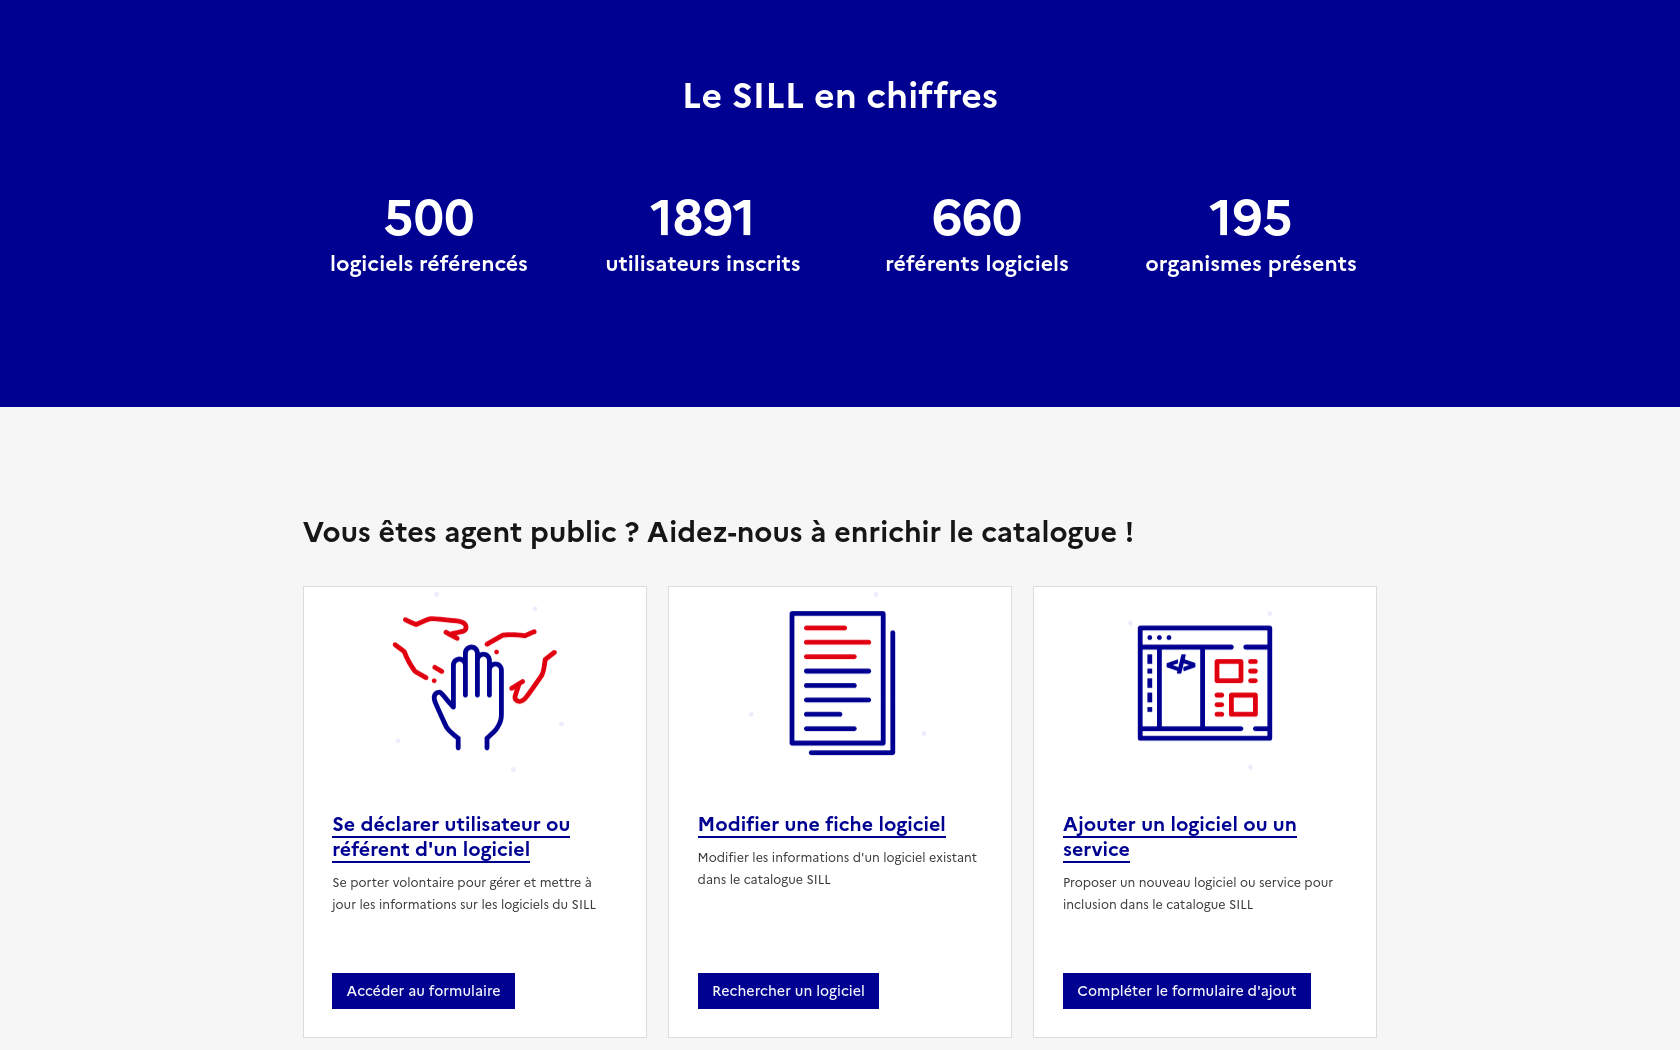 Le SILL en chiffres
500
logiciels référencés
1891
utilisateurs inscrits
660
référents logiciels
195
organismes présents
Vous êtes agent public ? Aidez-nous à enrichir le catalogue !
Se déclarer utilisateur ou
référent d'un logiciel
Se porter volontaire pour gérer et mettre à
jour les informations sur les logiciels du SILL
Accéder au formulaire
Modifier une fiche logiciel
Modifier les informations d'un logiciel existant
dans le catalogue SILL
Rechercher un logiciel
</>
Ajouter un logiciel ou un
service
Proposer un nouveau logiciel ou service pour
inclusion dans le catalogue SILL
Compléter le formulaire d'ajout